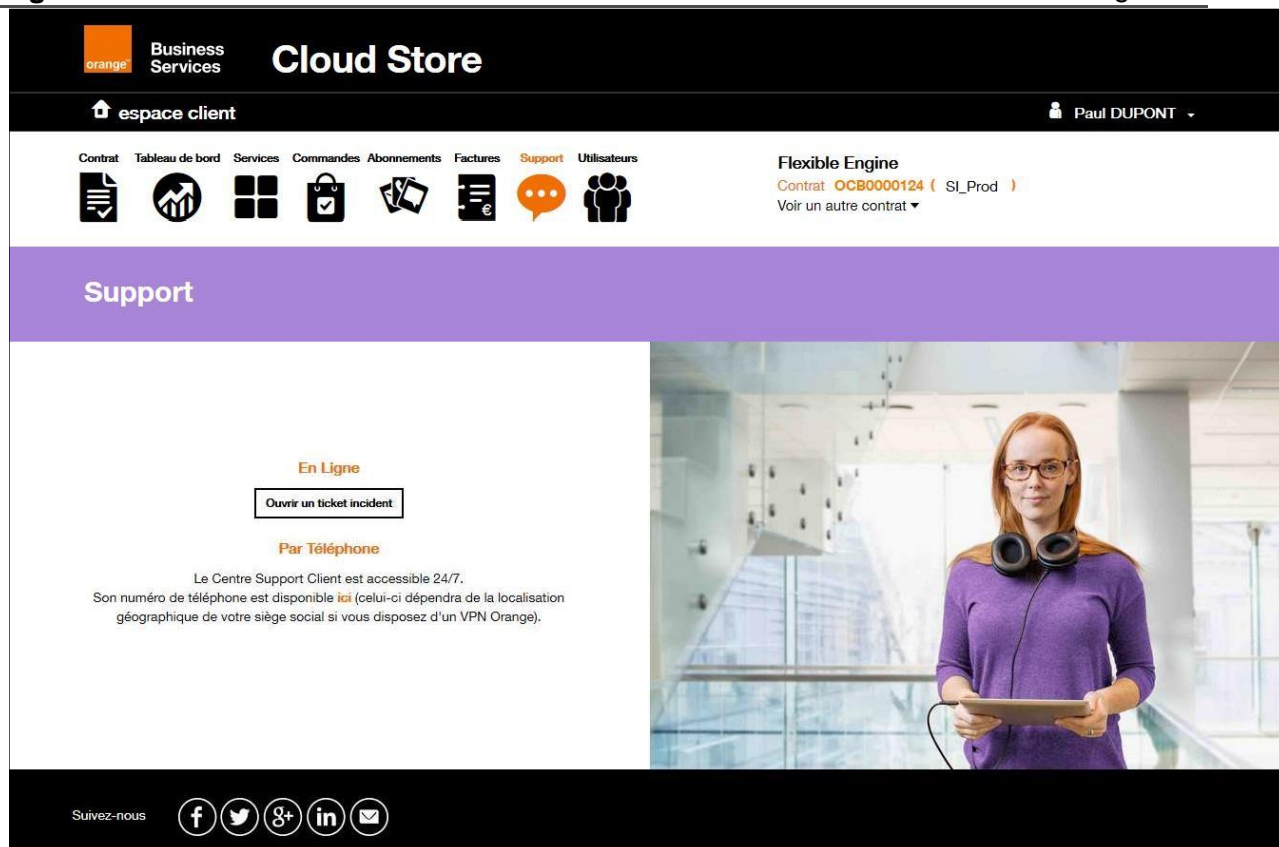 orange
Business
Services
Cloud Store
espace client
Paul DUPONT
Contrat Tableau de bord Services Commandes Abonnements Factures Support Utilisateurs
Flexible Engine
Contrat OCB0000124 ( SI_Prod )
Voir un autre contrat
Support
En Ligne
Ouvrir un ticket incident
Par Téléphone
Le Centre Support Client est accessible 24/7.
Son numéro de téléphone est disponible ici (celui-ci dépendra de la localisation
géographique de votre siège social si vous disposez d'un VPN Orange).
Suivez-nous